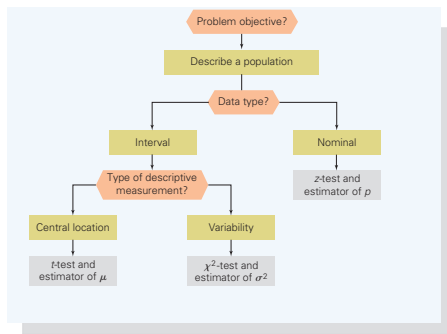 Problem objective?
Describe a population
Data type?
Interval
Nominal
Type of descriptive
measurement?
z-test and
estimator of p
Central location
Variability
t-test and
estimator of μ
χ²-test and
estimator of σ²